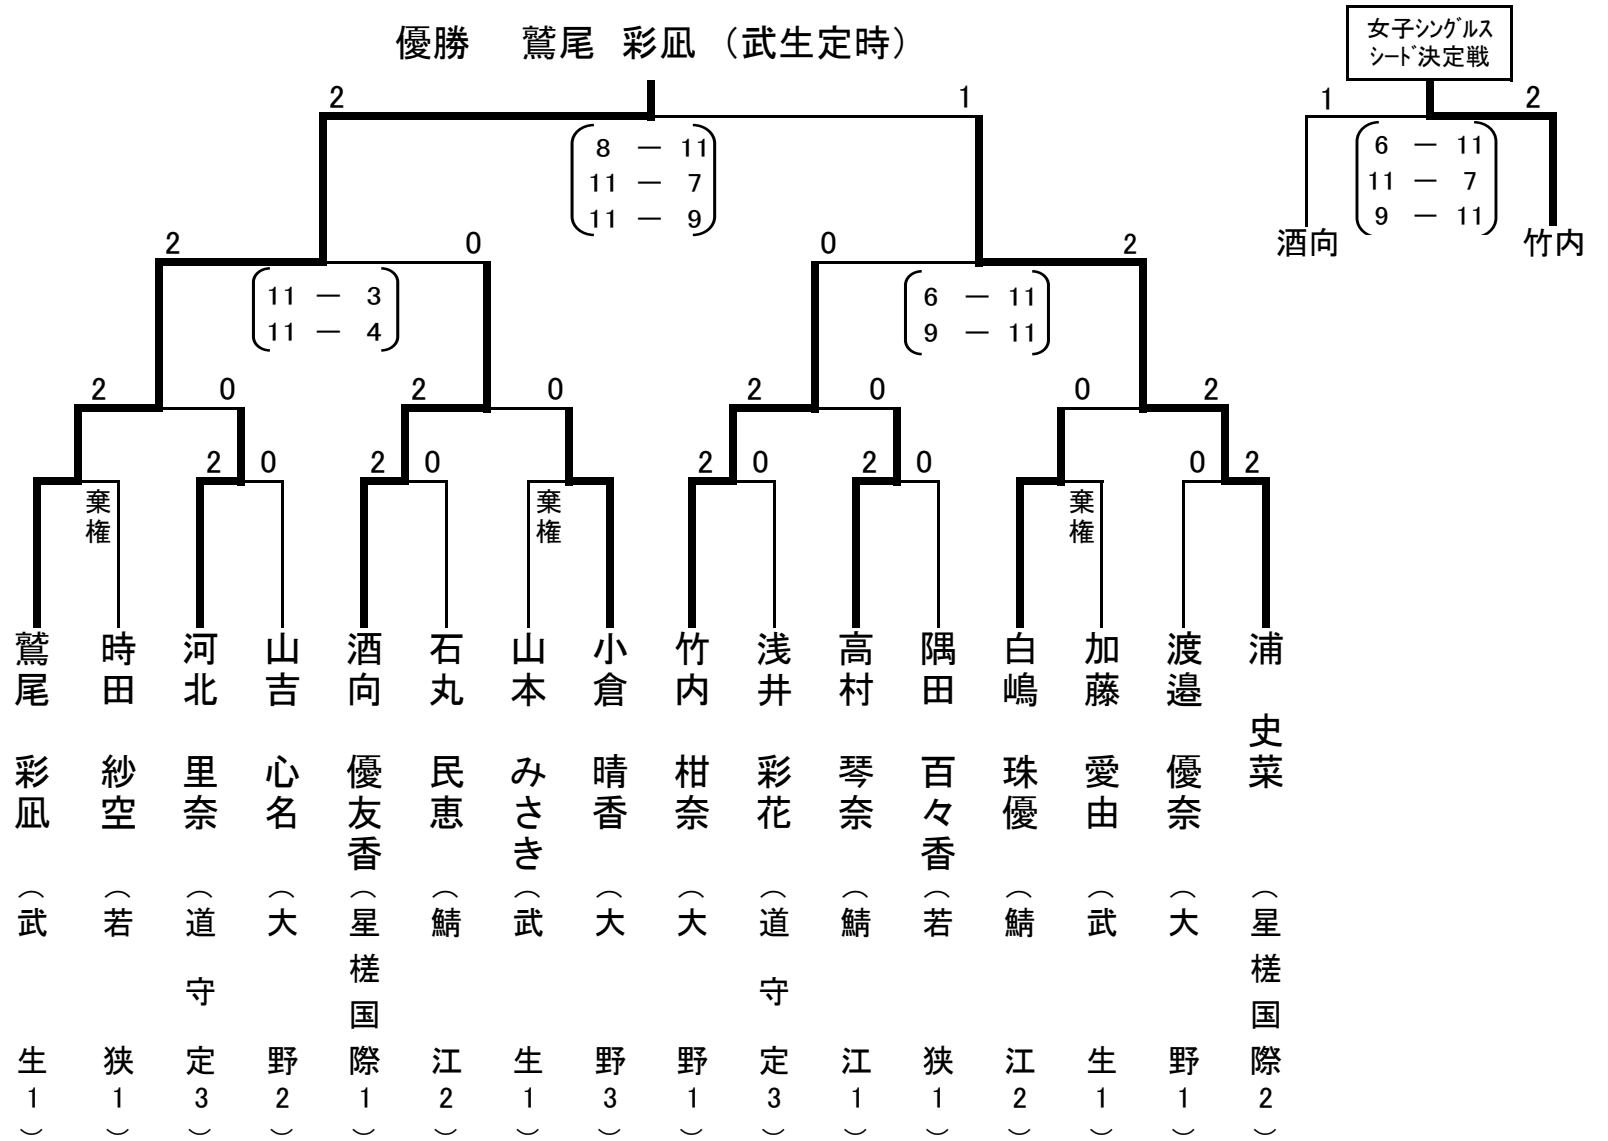 優勝　鷲尾　彩凪　（武生定時）
女子シングルス
シード決定戦
2
1
8 － 11
11 － 7
11 － 9
1
2
6 － 11
11 － 7
9 － 11
酒向
竹内
2
0
11 － 3
11 － 4
0
2
6 － 11
9 － 11
2
0
2
0
2
0
0
2
棄権
2
0
2
0
棄権
2
0
2
0
棄権
0
2
鷲尾　彩凪（武生1）
時田　紗空（若狭1）
河北　里奈（道守定3）
山吉　心名（大野2）
酒向　優友香（星槎国際1）
石丸　民恵（鯖江2）
山本　みさき（武生1）
小倉　晴香（大野3）
竹内　柑奈（大野1）
浅井　彩花（道守定3）
高村　琴奈（鯖江1）
隅田　百々香（若狭1）
白嶋　珠優（鯖江2）
加藤　愛由（武生1）
渡邉　優奈（大野1）
浦　史菜（星槎国際2）